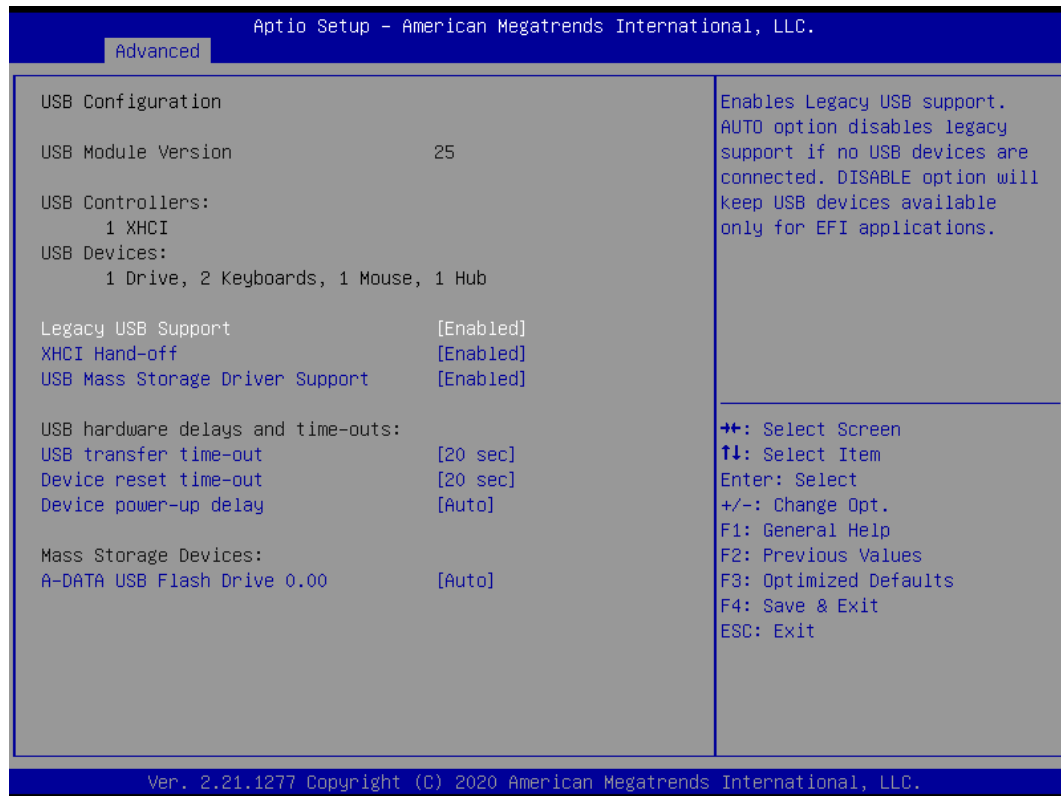 Aptio Setup – American Megatrends International, LLC.
Advanced
USB Configuration
USB Module Version 25
USB Controllers:
1 XHCI
USB Devices:
1 Drive, 2 Keyboards, 1 Mouse, 1 Hub
Legacy USB Support [Enabled]
XHCI Hand-off [Enabled]
USB Mass Storage Driver Support [Enabled]
USB hardware delays and time-outs:
USB transfer time-out [20 sec]
Device reset time-out [20 sec]
Device power-up delay [Auto]
Mass Storage Devices:
A-DATA USB Flash Drive 0.00 [Auto]
Enables Legacy USB support.
AUTO option disables legacy
support if no USB devices are
connected. DISABLE option will
keep USB devices available
only for EFI applications.
→←: Select Screen
↑↓: Select Item
Enter: Select
+/-: Change Opt.
F1: General Help
F2: Previous Values
F3: Optimized Defaults
F4: Save & Exit
ESC: Exit
Ver. 2.21.1277 Copyright (C) 2020 American Megatrends International, LLC.